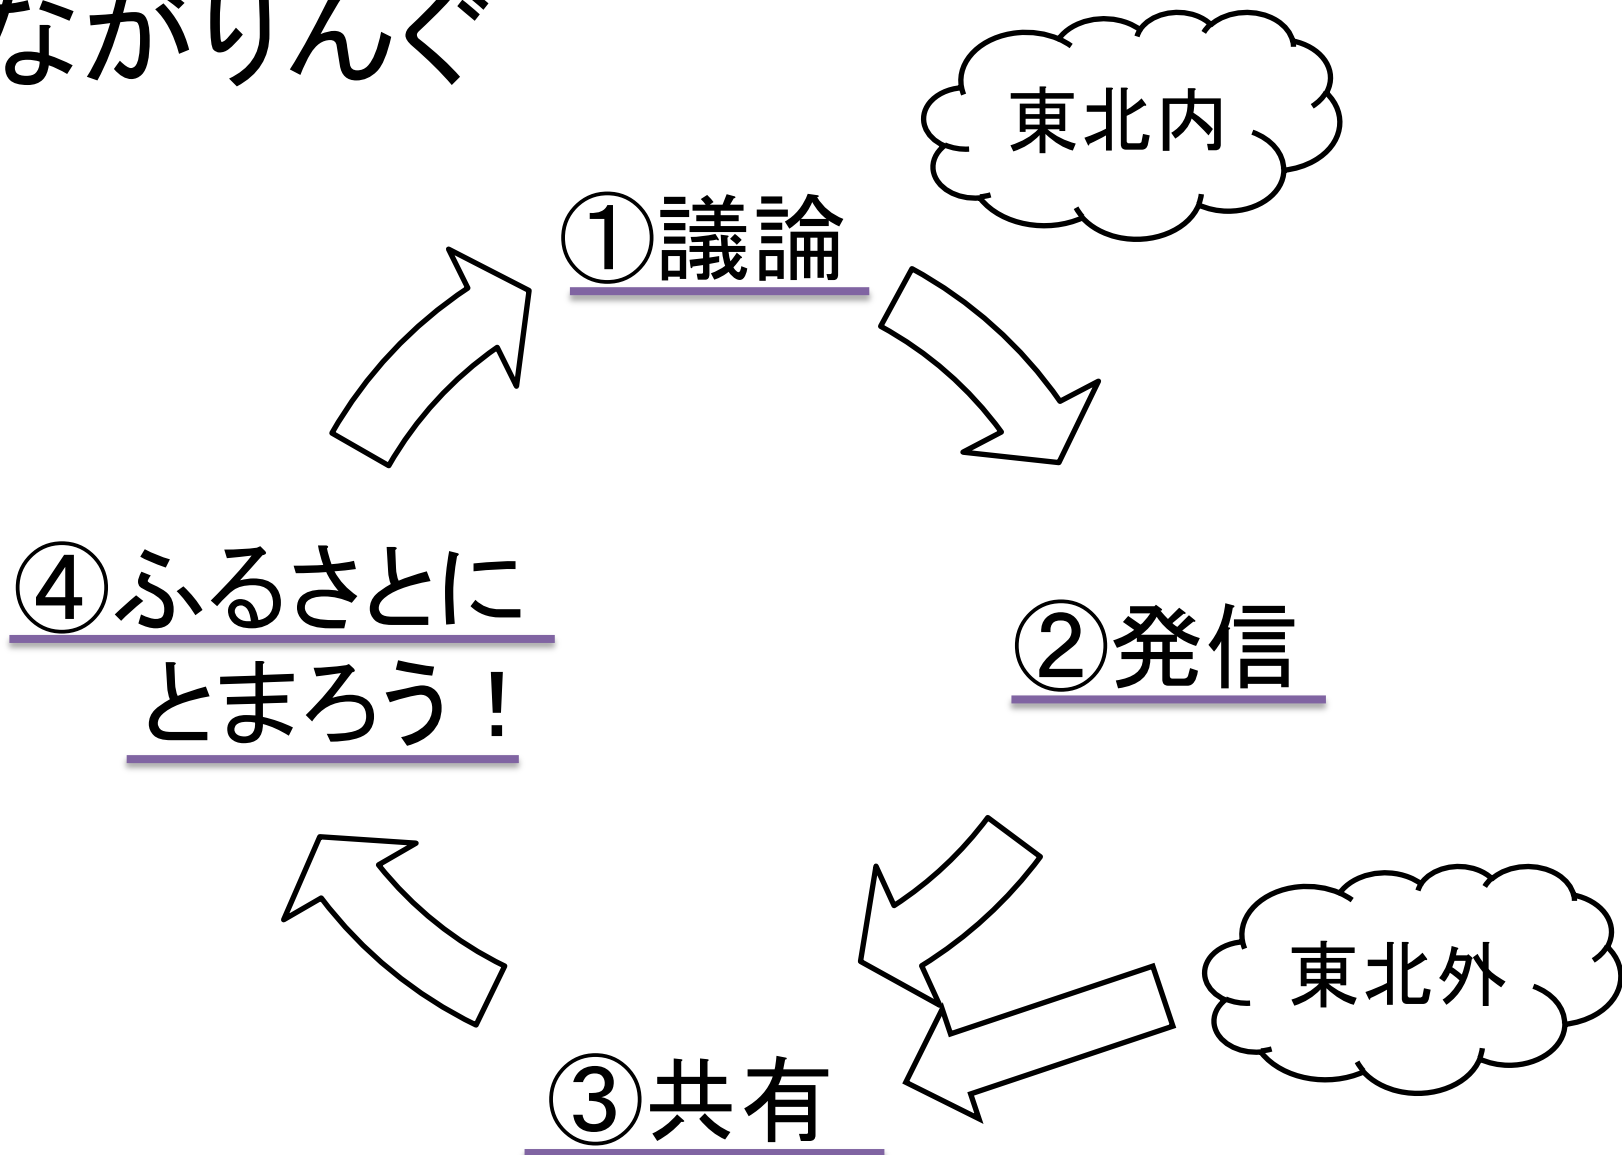 ながりんぐ
東北内
①議論
④ふるさとに
とまろう！
②発信
東北外
③共有